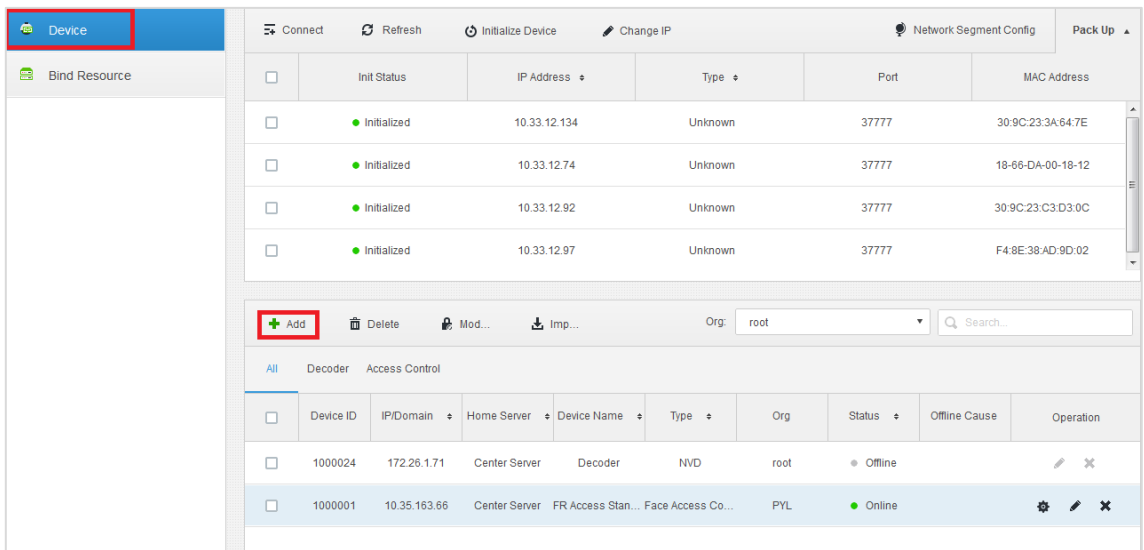 Device
Bind Resource
Connect Refresh Initialize Device Change IP Network Segment Config Pack Up
Init Status IP Address Type Port MAC Address
Initialized 10.33.12.134 Unknown 37777 30:9C:23:3A:64:7E
Initialized 10.33.12.74 Unknown 37777 18-66-DA-00-18-12
Initialized 10.33.12.92 Unknown 37777 30:9C:23:C3:D3:0C
Initialized 10.33.12.97 Unknown 37777 F4:8E:38:AD:9D:02
Add Delete Mod... Imp... Org: root Search...
All Decoder Access Control
Device ID IP/Domain Home Server Device Name Type Org Status Offline Cause Operation
1000024 172.26.1.71 Center Server Decoder NVD root Offline
1000001 10.35.163.66 Center Server FR Access Stan... Face Access Co... PYL Online